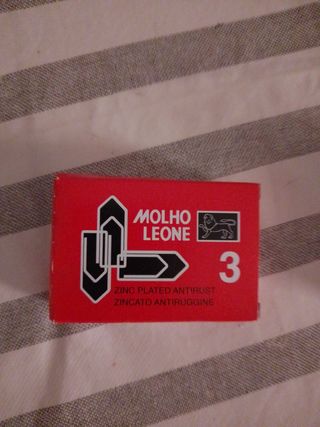 MOLHO
LEONE
3
ZINC PLATED ANTIRUST
ZINCATO ANTIRUGGINE